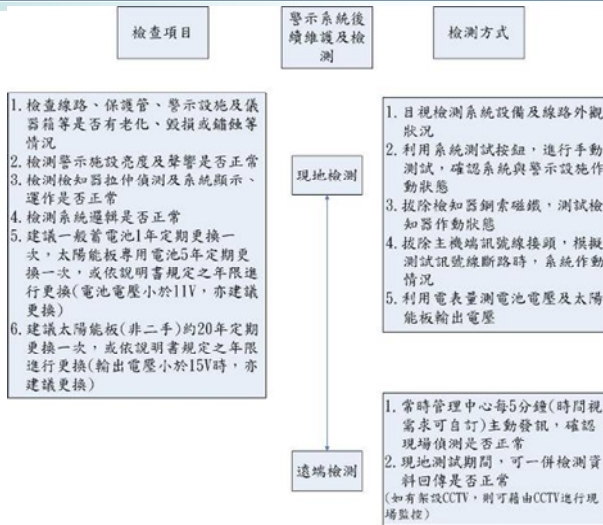 檢查項目
警示系統後
續維護及檢
測
檢測方式
1. 檢查線路、保護管、警示設施及儀
器箱等是否有老化、毀損或鏽蝕等
情況
2. 檢測警示施設亮度及聲響是否正常
3. 檢測檢知器拉伸偵測及系統顯示、
運作是否正常
4. 檢測系統邏輯是否正常
5. 建議一般蓄電池1年定期更換一
次，太陽能板專用電池5年定期更
換一次，或依說明書規定之年限進
行更換(電池電壓小於11V，亦建議
更換)
6. 建議太陽能板(非二手)約20年定期
更換一次，或依說明書規定之年限
進行更換(輸出電壓小於15V時，亦
建議更換)
現地檢測
遠端檢測
1. 目視檢測系統設備及線路外觀
狀況
2. 利用系統測試按鈕，進行手動
測試，確認系統與警示設施作
動狀態
3. 拔除檢知器鋼索磁鐵，測試檢
知器作動狀態
4. 拔除主機端訊號線接頭，模擬
測試訊號線斷路時，系統作動
情況
5. 利用電表量測電池電壓及太陽
能板輸出電壓
1. 常時管理中心每5分鐘(時間視
需求可自訂)主動發訊，確認
現場偵測是否正常
2. 現地測試期間，可一併檢測資
料回傳是否正常
(如有架設CCTV，則可藉由CCTV進行現
場監控)